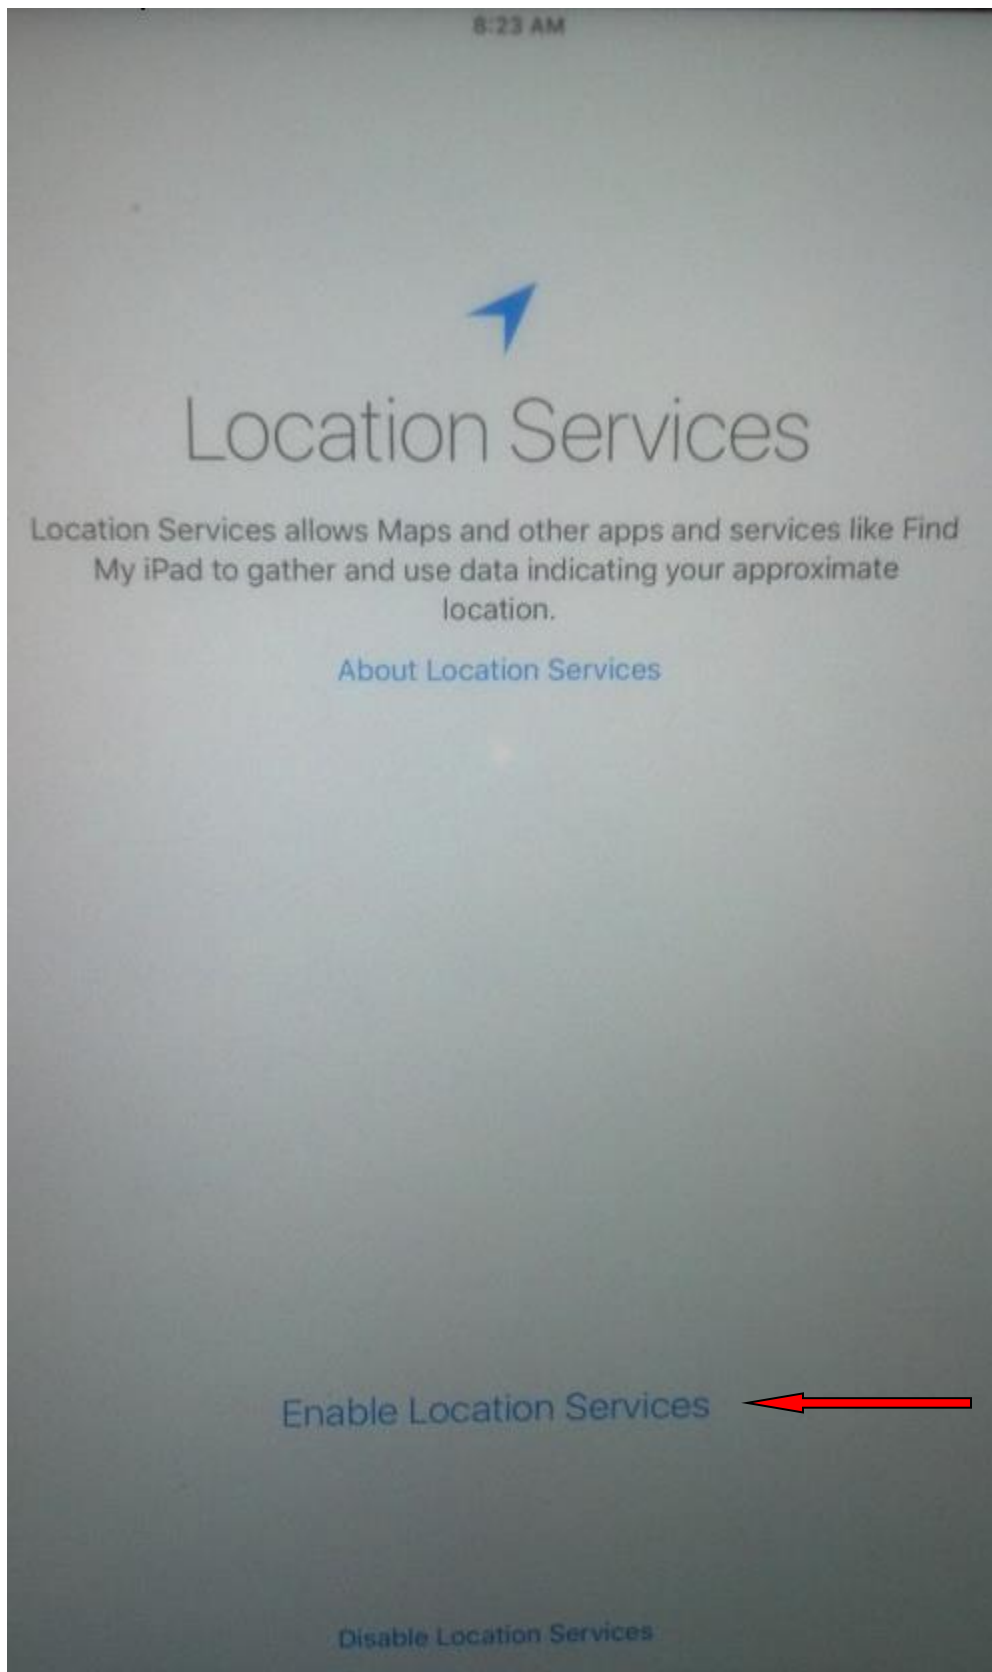 8:23 AM
Location Services
Location Services allows Maps and other apps and services like Find
My iPad to gather and use data indicating your approximate
location.
About Location Services
Enable Location Services
Disable Location Services